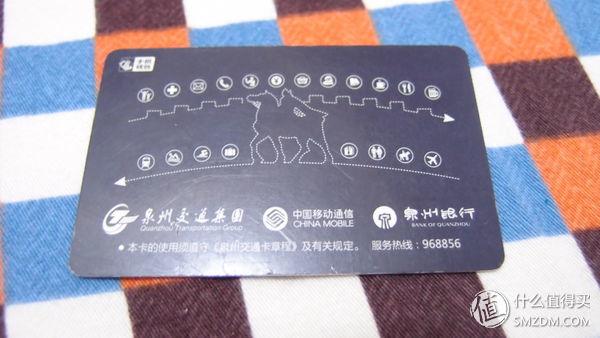 手机
钱包
泉州交运集团 中国移动通信 泉州银行
Quanzhou Transportation Group CHINA MOBILE BANK OF QUANZHOU
• 本卡的使用须遵守《泉州交通卡章程》及有关规定。 服务热线: 968856
值 什么值得买
SMZDM.COM